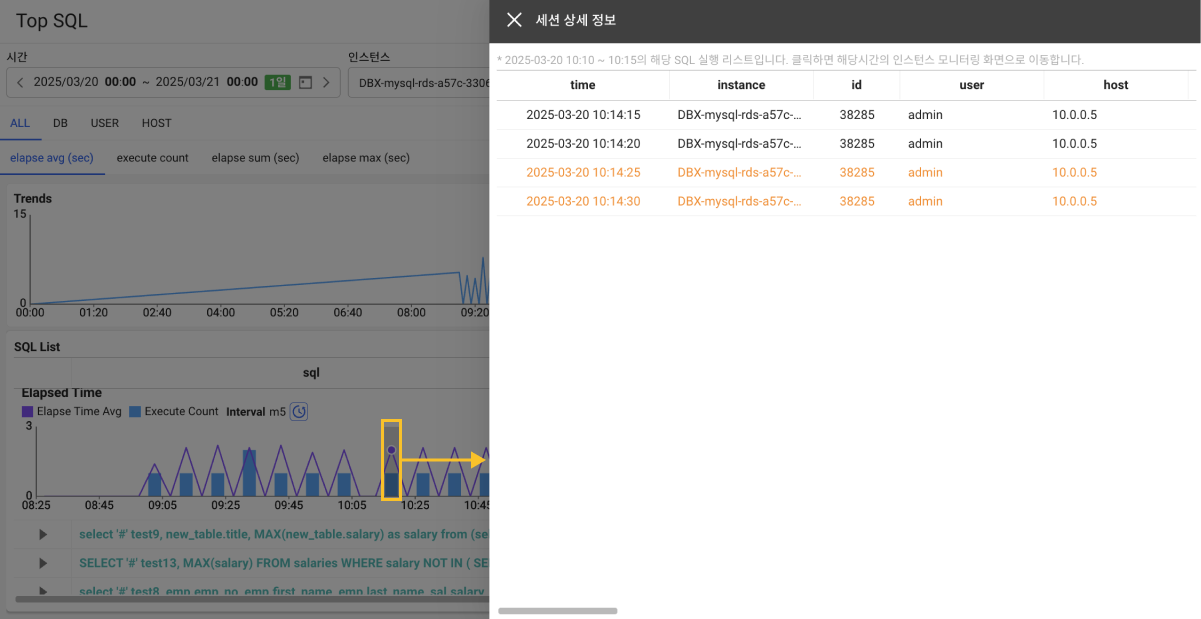 Top SQL
세션 상세 정보
시간
인스턴스
2025/03/20 00:00 ~ 2025/03/21 00:00 1일
DBX-mysql-rds-a57c-3306
* 2025-03-20 10:10 ~ 10:15의 해당 SQL 실행 리스트입니다. 클릭하면 해당시간의 인스턴스 모니터링 화면으로 이동합니다.
time instance id user host
2025-03-20 10:14:15 DBX-mysql-rds-a57c-... 38285 admin 10.0.0.5
2025-03-20 10:14:20 DBX-mysql-rds-a57c-... 38285 admin 10.0.0.5
2025-03-20 10:14:25 DBX-mysql-rds-a57c-... 38285 admin 10.0.0.5
2025-03-20 10:14:30 DBX-mysql-rds-a57c-... 38285 admin 10.0.0.5
ALL DB USER HOST
elapse avg (sec) execute count elapse sum (sec) elapse max (sec)
Trends
15
0
00:00 01:20 02:40 04:00 05:20 06:40 08:00 09:20
SQL List
sql
Elapsed Time
Elapse Time Avg Execute Count Interval m5
3
0
08:25 08:45 09:05 09:25 09:45 10:05 10:25 10:45
select '#' test9, new_table.title, MAX(new_table.salary) as salary from (se
SELECT '#' test13, MAX(salary) FROM salaries WHERE salary NOT IN ( SE
select '#' test8, emp.emp_no, emp.first_name, emp.last_name, sal.salary